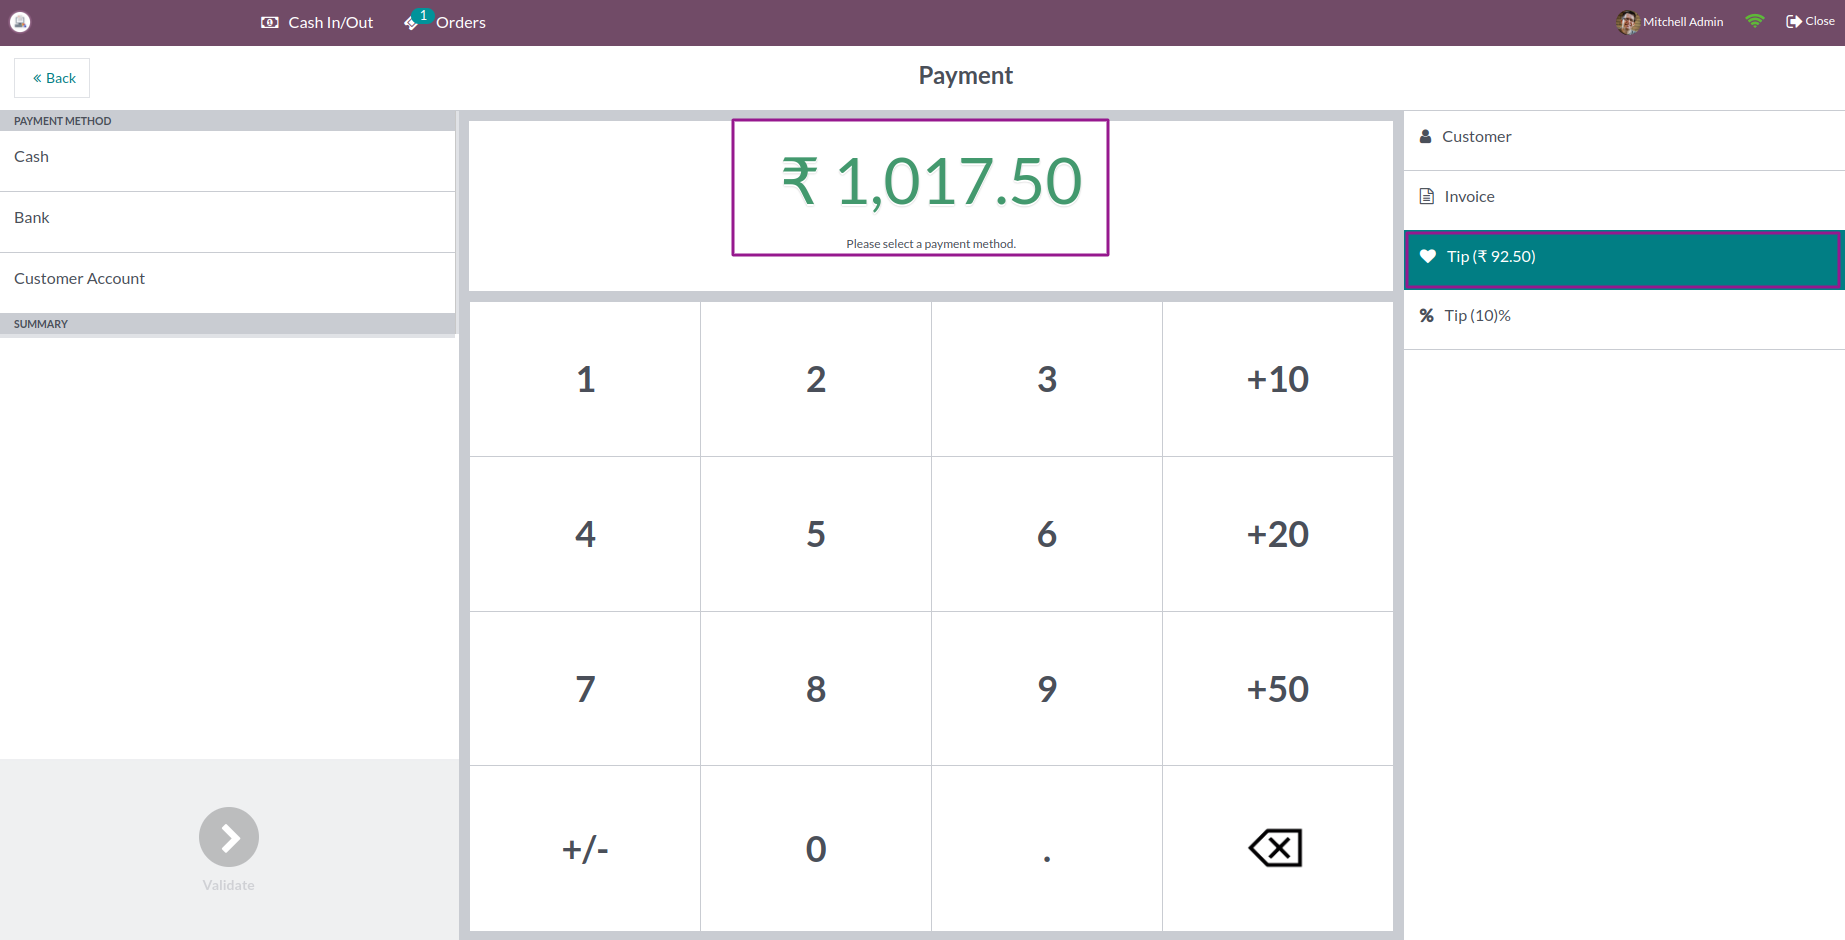 Cash In/Out
1
Orders
Mitchell Admin
Close
« Back
Payment
PAYMENT METHOD
Cash
Bank
Customer Account
SUMMARY
Validate
₹ 1,017.50
Please select a payment method.
1 2 3 +10
4 5 6 +20
7 8 9 +50
+/- 0 .
Customer
Invoice
Tip (₹ 92.50)
% Tip (10)%